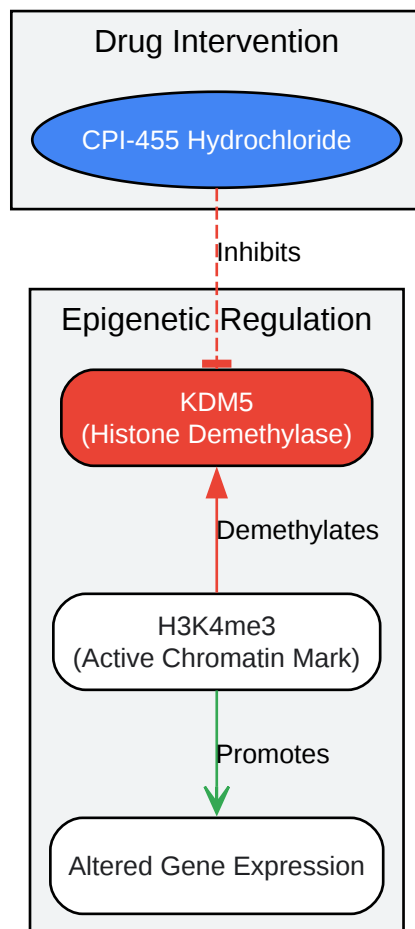 Drug Intervention
CPI-455 Hydrochloride
Inhibits
Epigenetic Regulation
KDM5
(Histone Demethylase)
Demethylates
H3K4me3
(Active Chromatin Mark)
Promotes
Altered Gene Expression